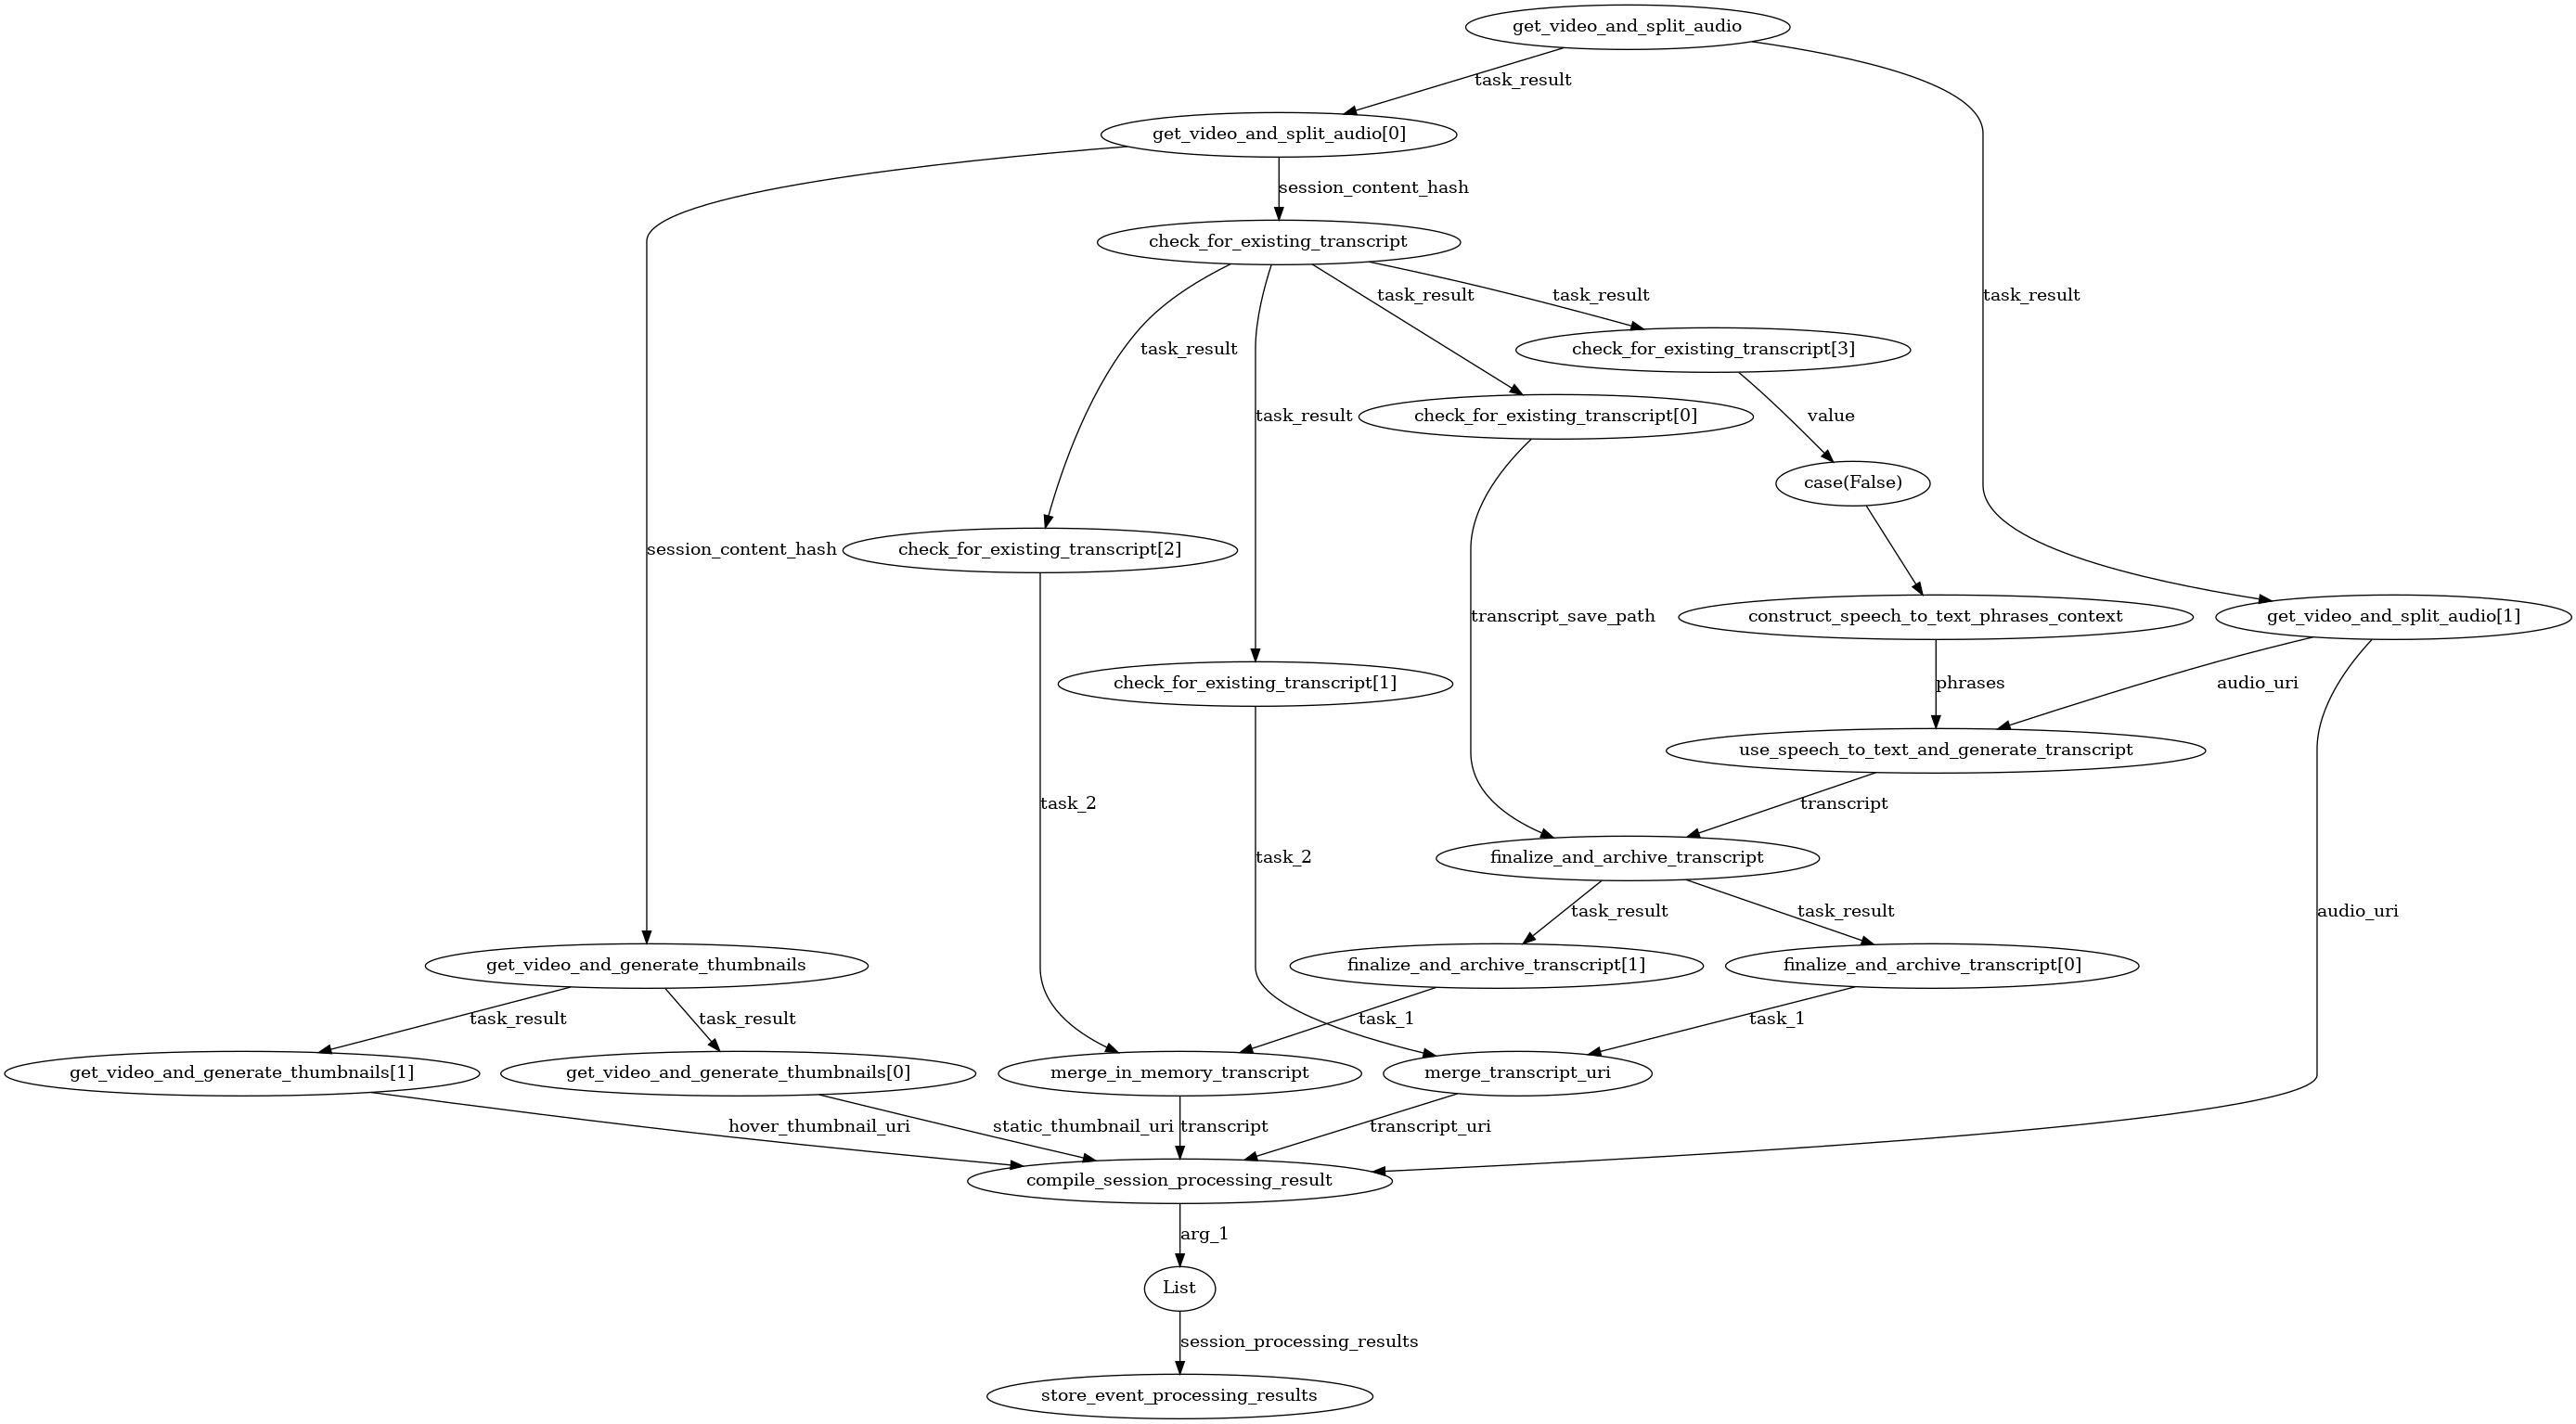 get_video_and_split_audio
task_result
get_video_and_split_audio[0]
session_content_hash
check_for_existing_transcript
task_result
task_result
task_result
task_result
check_for_existing_transcript[3]
task_result
check_for_existing_transcript[0]
value
case(False)
session_content_hash
check_for_existing_transcript[2]
transcript_save_path
construct_speech_to_text_phrases_context
get_video_and_split_audio[1]
check_for_existing_transcript[1]
phrases
audio_uri
use_speech_to_text_and_generate_transcript
task_2
transcript
task_2
finalize_and_archive_transcript
task_result
task_result
audio_uri
get_video_and_generate_thumbnails
finalize_and_archive_transcript[1]
finalize_and_archive_transcript[0]
task_result
task_result
task_1
task_1
get_video_and_generate_thumbnails[1]
get_video_and_generate_thumbnails[0]
merge_in_memory_transcript
merge_transcript_uri
hover_thumbnail_uri
static_thumbnail_uri
transcript
transcript_uri
compile_session_processing_result
arg_1
List
session_processing_results
store_event_processing_results